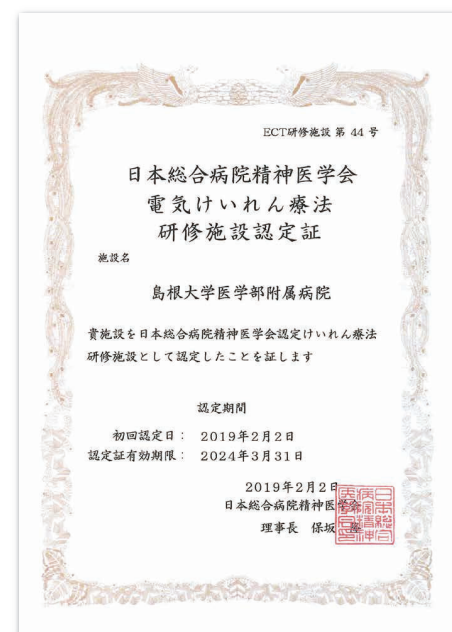 ECT研修施設 第 44 号
日本総合病院精神医学会
電気けいれん療法
研修施設認定証
施設名
島根大学医学部附属病院
貴施設を日本総合病院精神医学会認定けいれん療法
研修施設として認定したことを証します
認定期間
初回認定日： 2019年2月2日
認定証有効期限： 2024年3月31日
2019年2月2日
日本総合病院精神医学会
理事長 保坂 隆